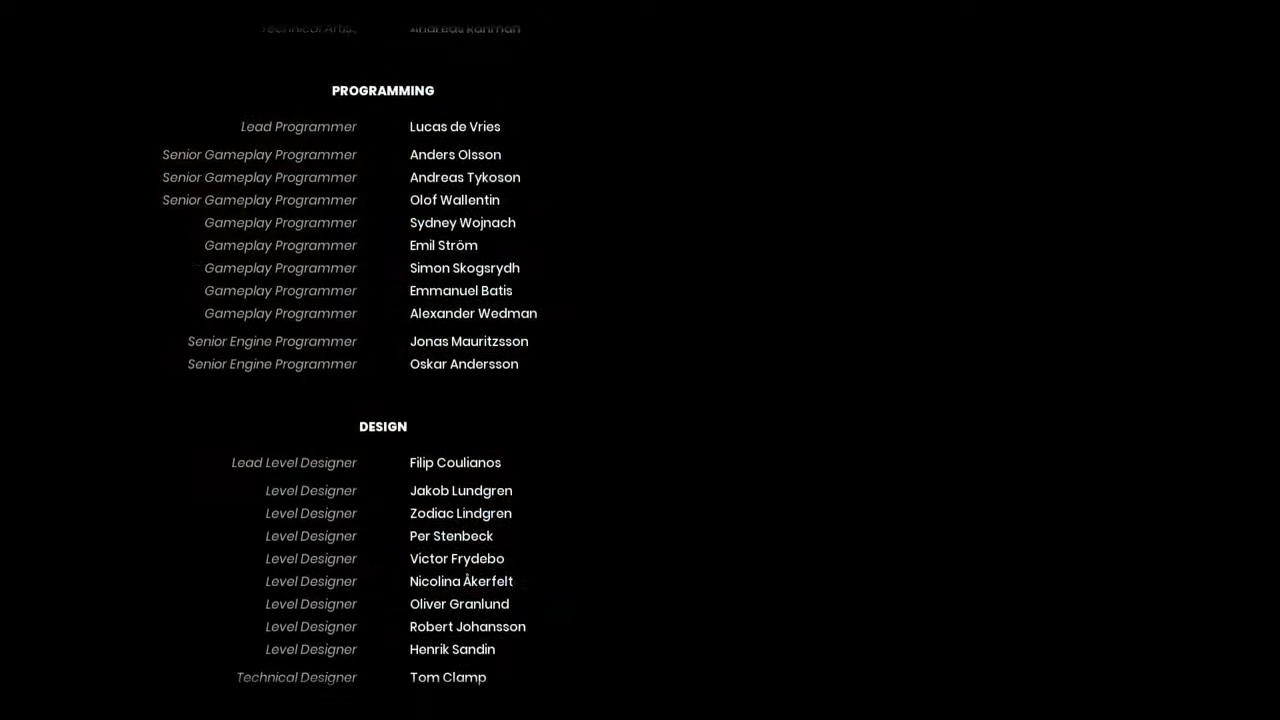 PROGRAMMING
Lead Programmer Lucas de Vries
Senior Gameplay Programmer Anders Olsson
Senior Gameplay Programmer Andreas Tykoson
Senior Gameplay Programmer Olof Wallentin
Gameplay Programmer Sydney Wojnach
Gameplay Programmer Emil Ström
Gameplay Programmer Simon Skogsrydh
Gameplay Programmer Emmanuel Batis
Gameplay Programmer Alexander Wedman
Senior Engine Programmer Jonas Mauritzsson
Senior Engine Programmer Oskar Andersson
DESIGN
Lead Level Designer Filip Coulianos
Level Designer Jakob Lundgren
Level Designer Zodiac Lindgren
Level Designer Per Stenbeck
Level Designer Victor Frydebo
Level Designer Nicolina Åkerfelt
Level Designer Oliver Granlund
Level Designer Robert Johansson
Level Designer Henrik Sandin
Technical Designer Tom Clamp